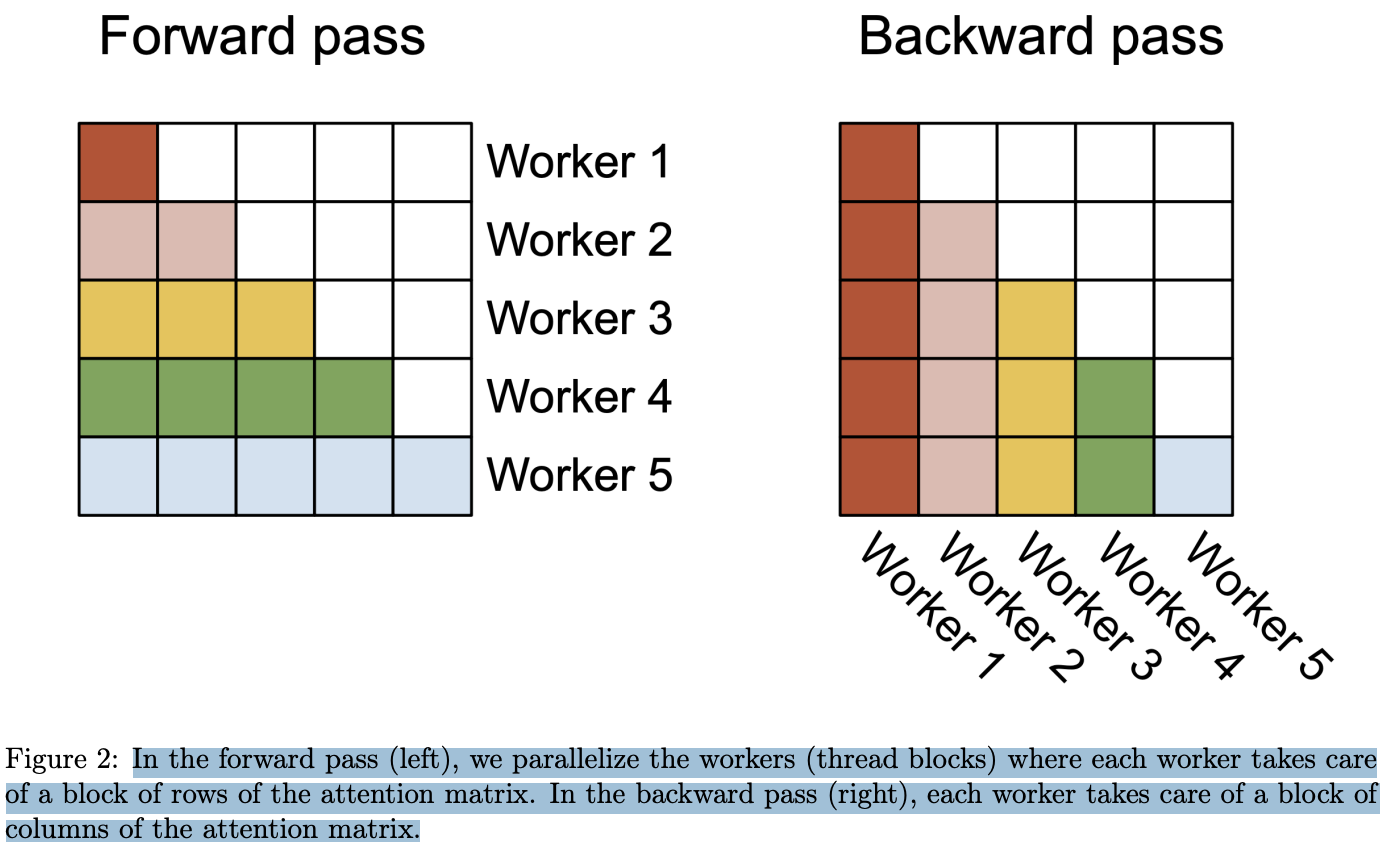 Forward pass
Backward pass
Worker 1
Worker 2
Worker 3
Worker 4
Worker 5
Worker 1
Worker 2
Worker 3
Worker 4
Worker 5
Figure 2: In the forward pass (left), we parallelize the workers (thread blocks) where each worker takes care
of a block of rows of the attention matrix. In the backward pass (right), each worker takes care of a block of
columns of the attention matrix.